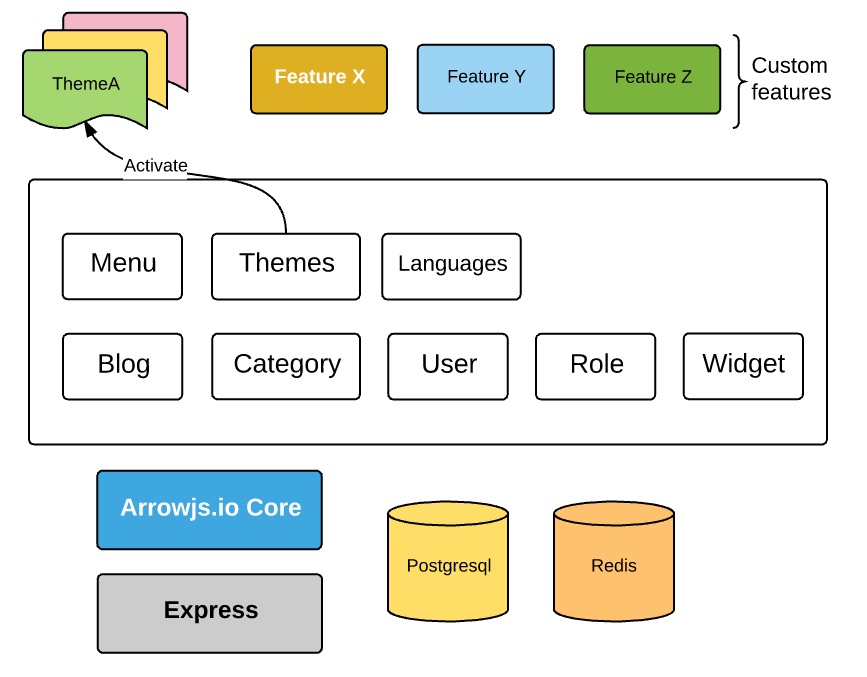 ThemeA
Feature X
Feature Y
Feature Z
Custom
features
Activate
Menu
Themes
Languages
Blog
Category
User
Role
Widget
Arrowjs.io Core
Postgresql
Redis
Express